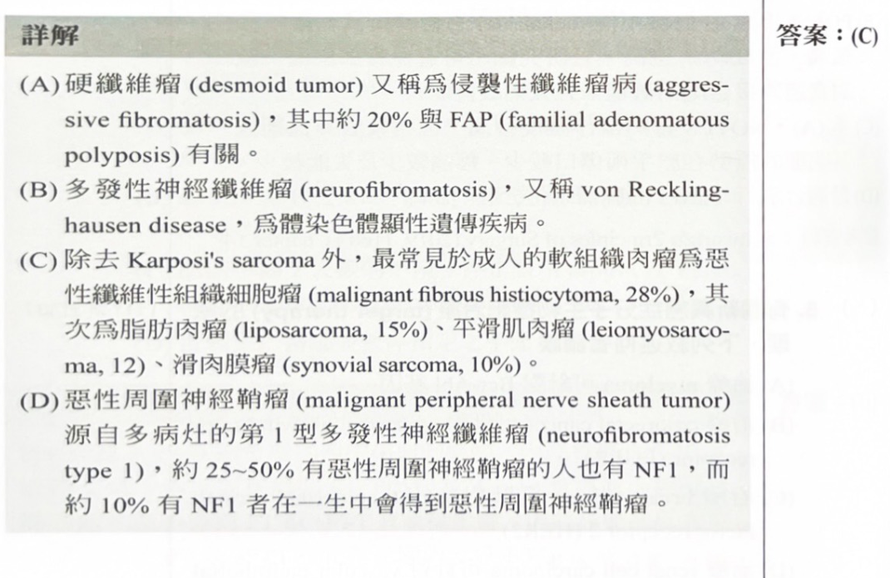 詳解
答案：(C)
(A) 硬纖維瘤 (desmoid tumor) 又稱為侵襲性纖維瘤病 (aggres-
sive fibromatosis)，其中約 20% 與 FAP (familial adenomatous
polyposis) 有關。
(B) 多發性神經纖維瘤 (neurofibromatosis)，又稱 von Reckling-
hausen disease，為體染色體顯性遺傳疾病。
(C) 除去 Karposi's sarcoma 外，最常見於成人的軟組織肉瘤為惡
性纖維性組織細胞瘤 (malignant fibrous histiocytoma, 28%)，其
次為脂肪肉瘤 (liposarcoma, 15%)、平滑肌肉瘤 (leiomyosarco-
ma, 12)、滑肉膜瘤 (synovial sarcoma, 10%)。
(D) 惡性周圍神經鞘瘤 (malignant peripheral nerve sheath tumor)
源自多病灶的第 1 型多發性神經纖維瘤 (neurofibromatosis
type 1)，約 25~50% 有惡性周圍神經鞘瘤的人也有 NF1，而
約 10% 有 NF1 者在一生中會得到惡性周圍神經鞘瘤。